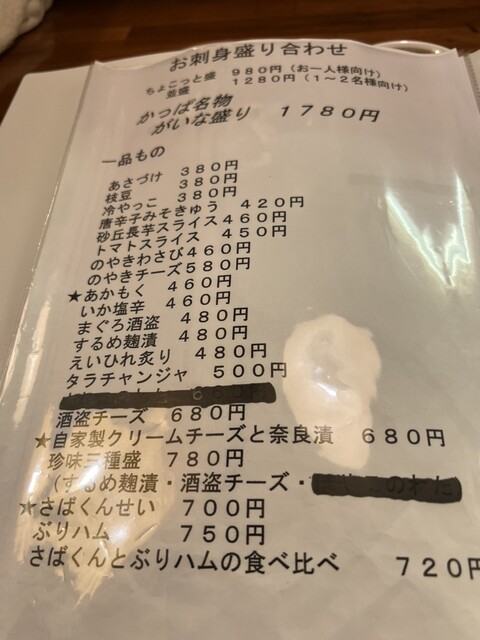 お刺身盛り合わせ
ちょこっと盛 980円(お一人様向け)
並盛 1280円(1～2名様向け)
かっぱ名物
がいな盛り 1780円
一品もの
あさづけ 380円
枝豆 380円
冷やっこ 380円
唐辛子みそきゅう 420円
砂丘長芋スライス 460円
トマトスライス 450円
のやきわさび 460円
のやきチーズ 580円
★あかもく 460円
いか塩辛 460円
まぐろ酒盗 480円
するめ麹漬 480円
えいひれ炙り 480円
タラチャンジャ 500円
酒盗チーズ 680円
★自家製クリームチーズと奈良漬 680円
珍味三種盛 780円
(するめ麹漬・酒盗チーズ・
★さばくんせい 700円
ぶりハム 750円
さばくんとぶりハムの食べ比べ 720円